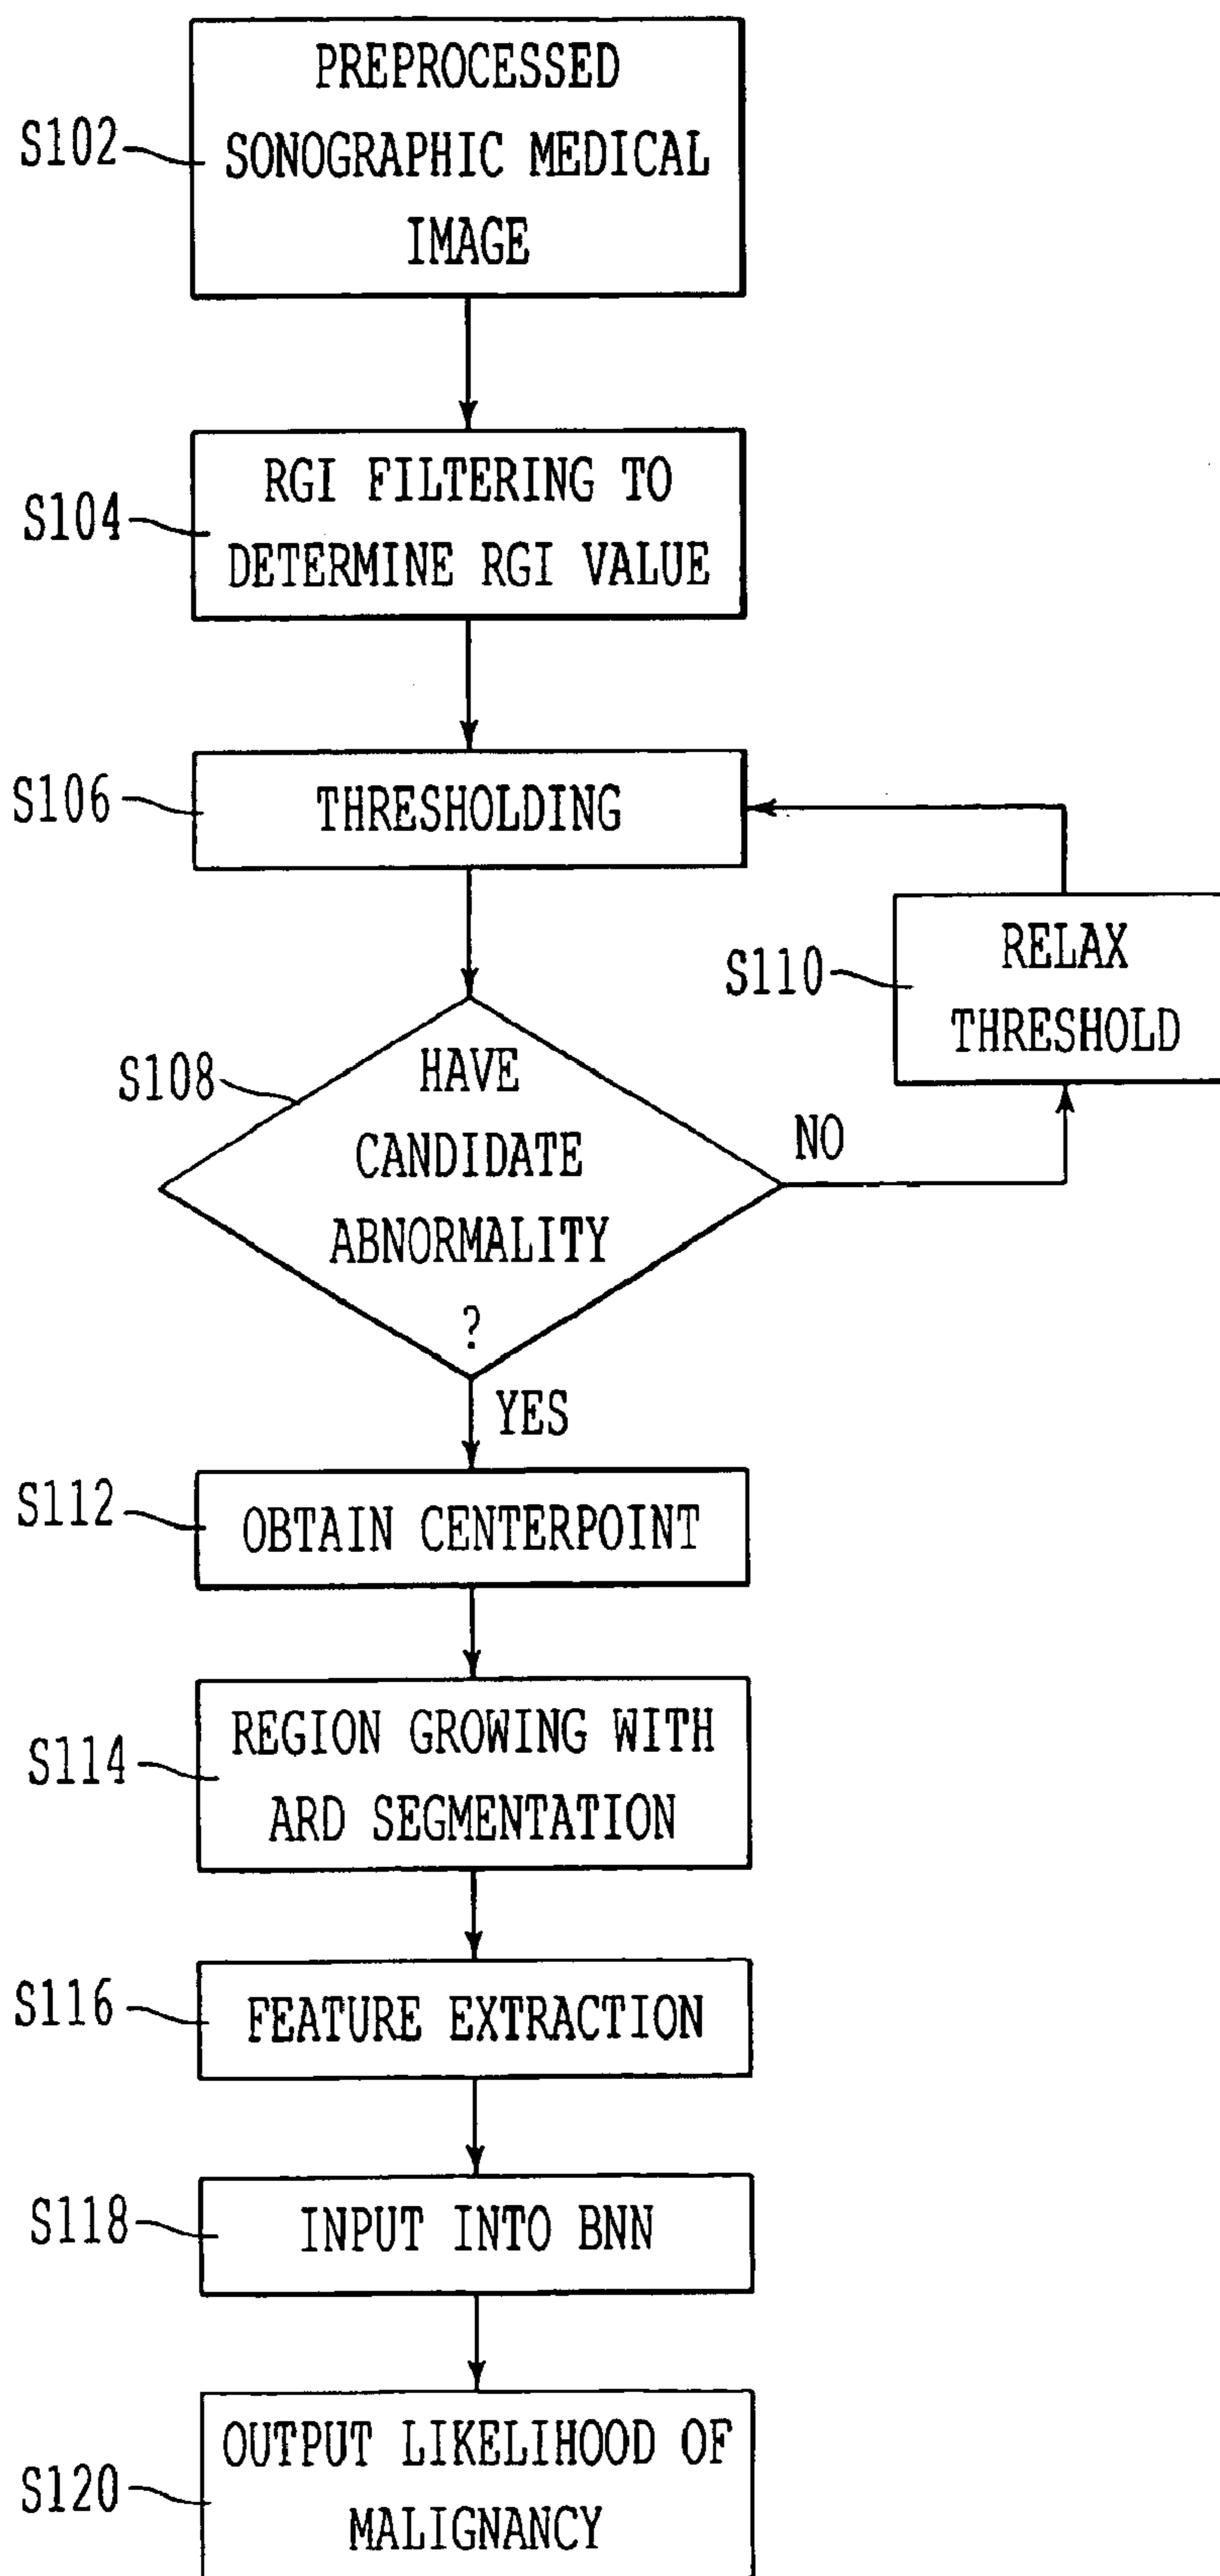 S102
PREPROCESSED
SONOGRAPHIC MEDICAL
IMAGE
S104
RGI FILTERING TO
DETERMINE RGI VALUE
S106
THRESHOLDING
S110
RELAX
THRESHOLD
S108
HAVE
CANDIDATE
ABNORMALITY
?
NO
YES
S112
OBTAIN CENTERPOINT
S114
REGION GROWING WITH
ARD SEGMENTATION
S116
FEATURE EXTRACTION
S118
INPUT INTO BNN
S120
OUTPUT LIKELIHOOD OF
MALIGNANCY